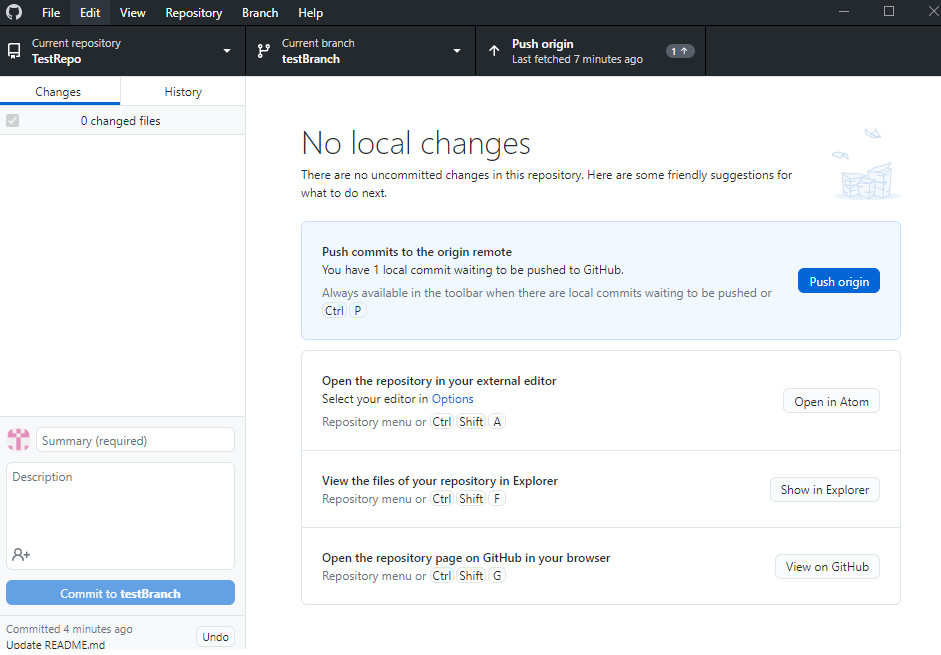 File Edit View Repository Branch Help
Current repository
TestRepo
Current branch
testBranch
Push origin
Last fetched 7 minutes ago
1
Changes History
0 changed files
No local changes
There are no uncommitted changes in this repository. Here are some friendly suggestions for
what to do next.
Push commits to the origin remote
You have 1 local commit waiting to be pushed to GitHub.
Always available in the toolbar when there are local commits waiting to be pushed or
Ctrl P
Push origin
Open the repository in your external editor
Select your editor in Options
Repository menu or Ctrl Shift A
Open in Atom
View the files of your repository in Explorer
Repository menu or Ctrl Shift F
Show in Explorer
Open the repository page on GitHub in your browser
Repository menu or Ctrl Shift G
View on GitHub
Summary (required)
Description
Commit to testBranch
Committed 4 minutes ago
Update README.md
Undo